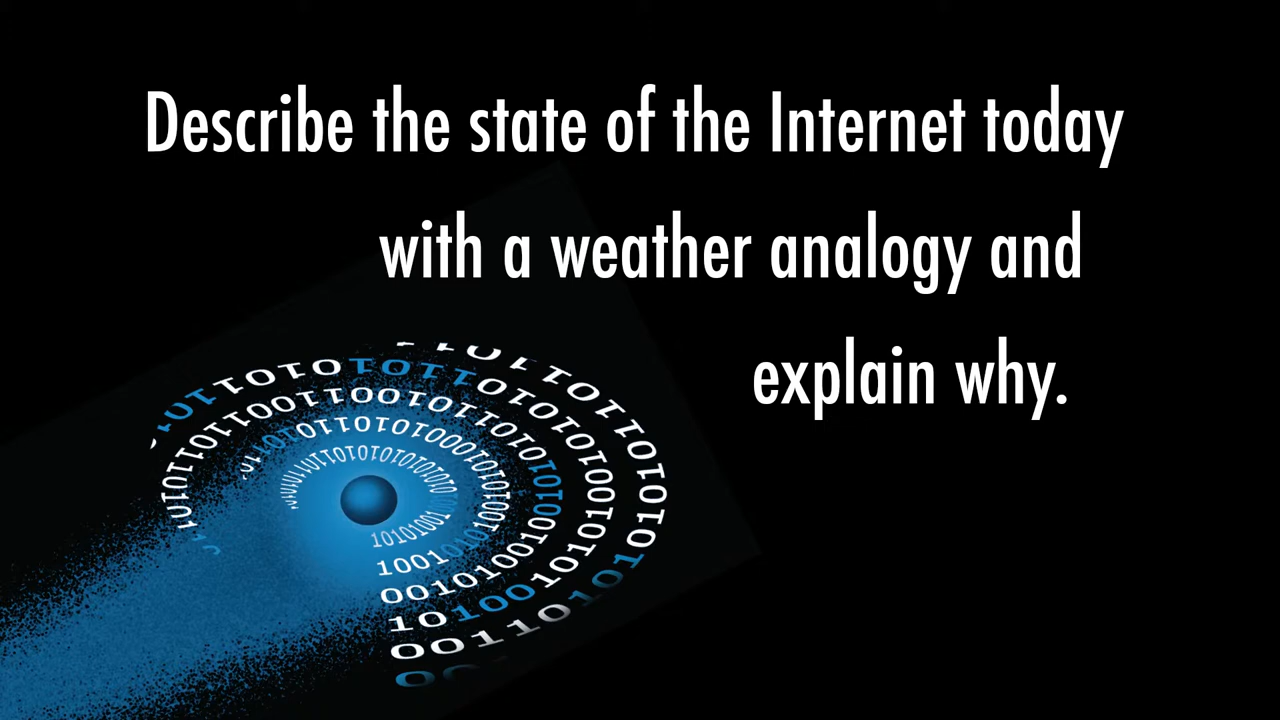 Describe the state of the Internet today
with a weather analogy and
explain why.